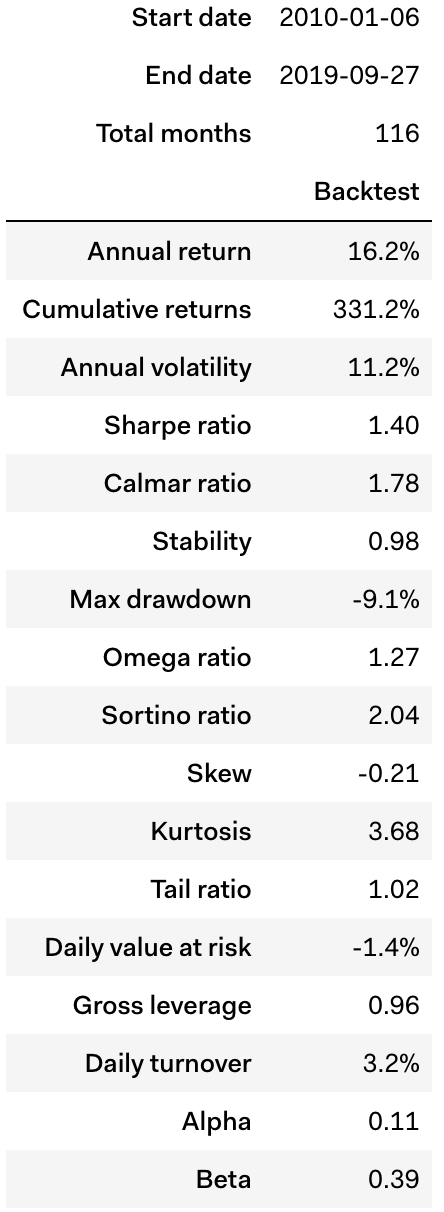 Start date 2010-01-06
End date 2019-09-27
Total months 116
Backtest
Annual return 16.2%
Cumulative returns 331.2%
Annual volatility 11.2%
Sharpe ratio 1.40
Calmar ratio 1.78
Stability 0.98
Max drawdown -9.1%
Omega ratio 1.27
Sortino ratio 2.04
Skew -0.21
Kurtosis 3.68
Tail ratio 1.02
Daily value at risk -1.4%
Gross leverage 0.96
Daily turnover 3.2%
Alpha 0.11
Beta 0.39